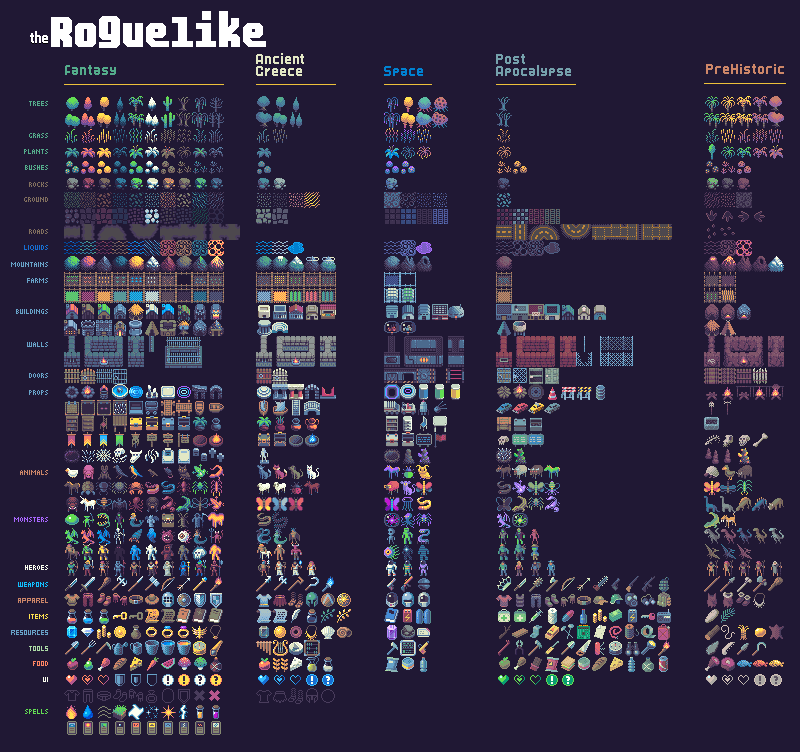 the Roguelike
Fantasy
Ancient
Greece
Space
Post
Apocalypse
PreHistoric
TREES
GRASS
PLANTS
BUSHES
ROCKS
GROUND
ROADS
LIQUIDS
MOUNTAINS
FARMS
BUILDINGS
WALLS
DOORS
PROPS
ANIMALS
MONSTERS
HEROES
WEAPONS
APPAREL
ITEMS
RESOURCES
TOOLS
FOOD
UI
SPELLS